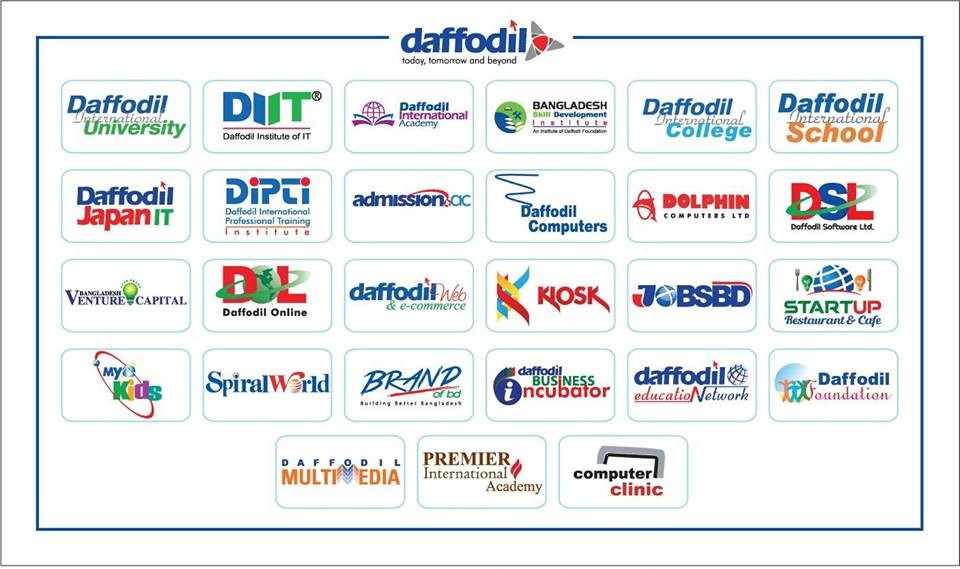 daffodil
today, tomorrow and beyond
Daffodil
International
University
DIIT®
Daffodil Institute of IT
Daffodil
International
Academy
BANGLADESH
Skill Development
Institute
An Institute of Daffodil Foundation
Daffodil
International
College
Daffodil
International
School
Daffodil
Japan IT
DiPTi
Daffodil International
Professional Training
Institute
admission.ac
Daffodil
Computers
DOLPHIN
COMPUTERS LTD
DSL
Daffodil Software Ltd.
BANGLADESH
VENTURE CAPITAL
DOL
Daffodil Online
daffodil Web
& e-commerce
KIOSK
JOBSBD
STARTUP
Restaurant & Cafe
My
Kids
Spiral World
BRAND
of bd
Building Better Bangladesh
daffodil
BUSINESS
incubator
daffodil
educatioNetwork
Daffodil
Foundation
DAFFODIL
MULTIMEDIA
PREMIER
International
Academy
computer
clinic